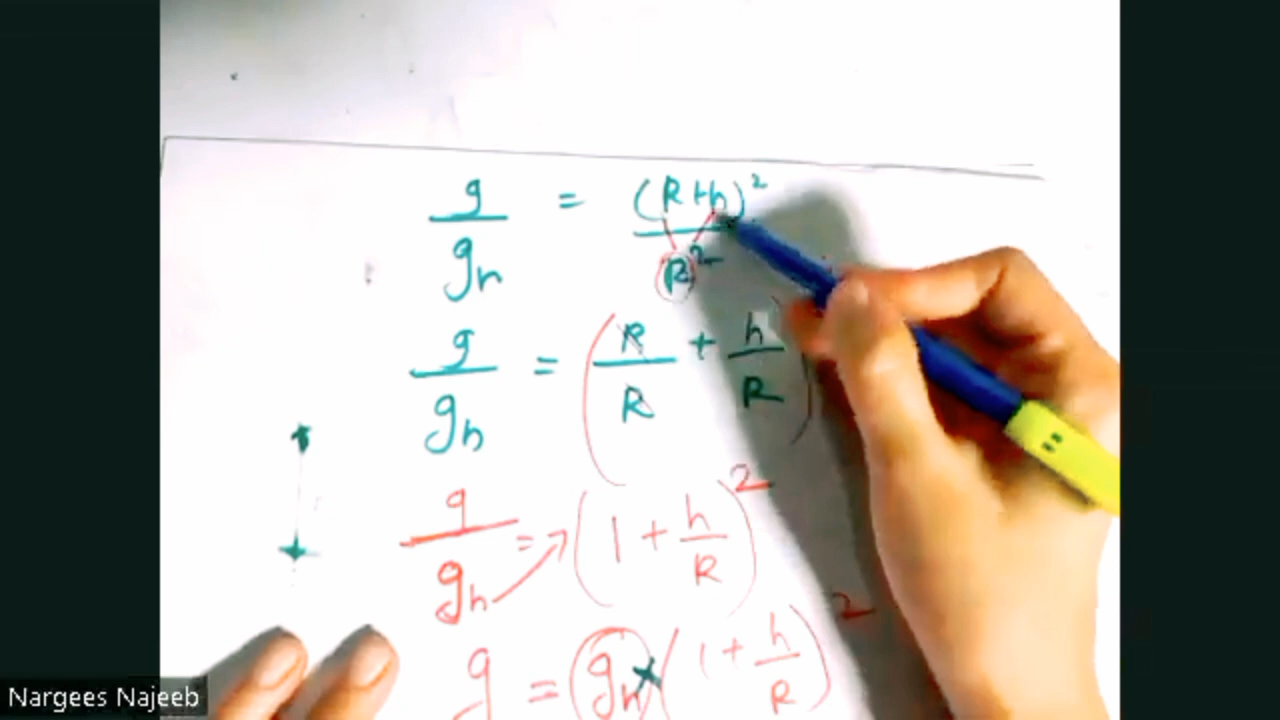 g/gh = (R+h)²/R²
g/gh = (R/R + h/R)
g/gh = (1 + h/R)²
g = gh × (1 + h/R)²
Nargees Najeeb